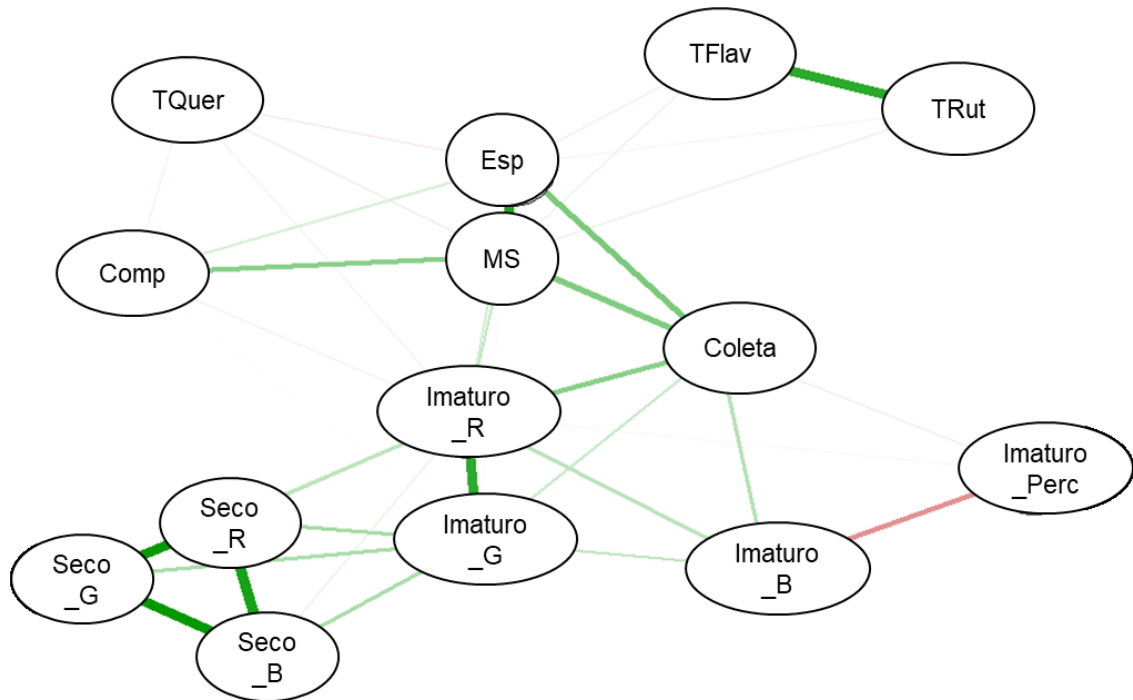 TFlav
TQuer
TRut
Esp
MS
Comp
Coleta
Imaturo
_R
Imaturo
_Perc
Seco
_R
Imaturo
_G
Imaturo
_B
Seco
_G
Seco
_B